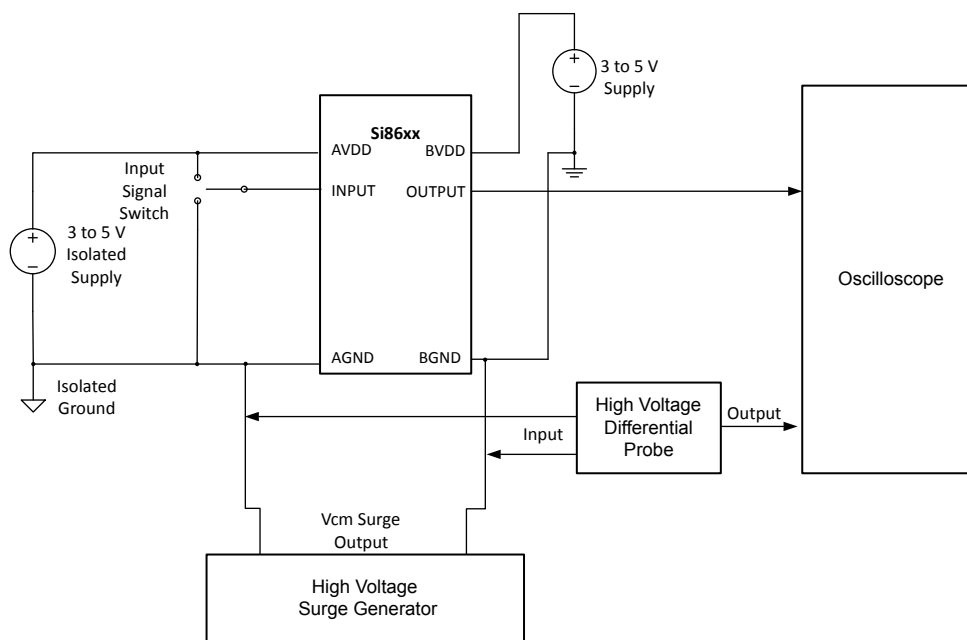 3 to 5 V
Supply
Si86xx
AVDD
BVDD
Input
Signal
Switch
INPUT
OUTPUT
+
−
3 to 5 V
Isolated
Supply
+
−
Oscilloscope
AGND
BGND
Isolated
Ground
High Voltage
Differential
Probe
Input
Output
Vcm Surge
Output
High Voltage
Surge Generator